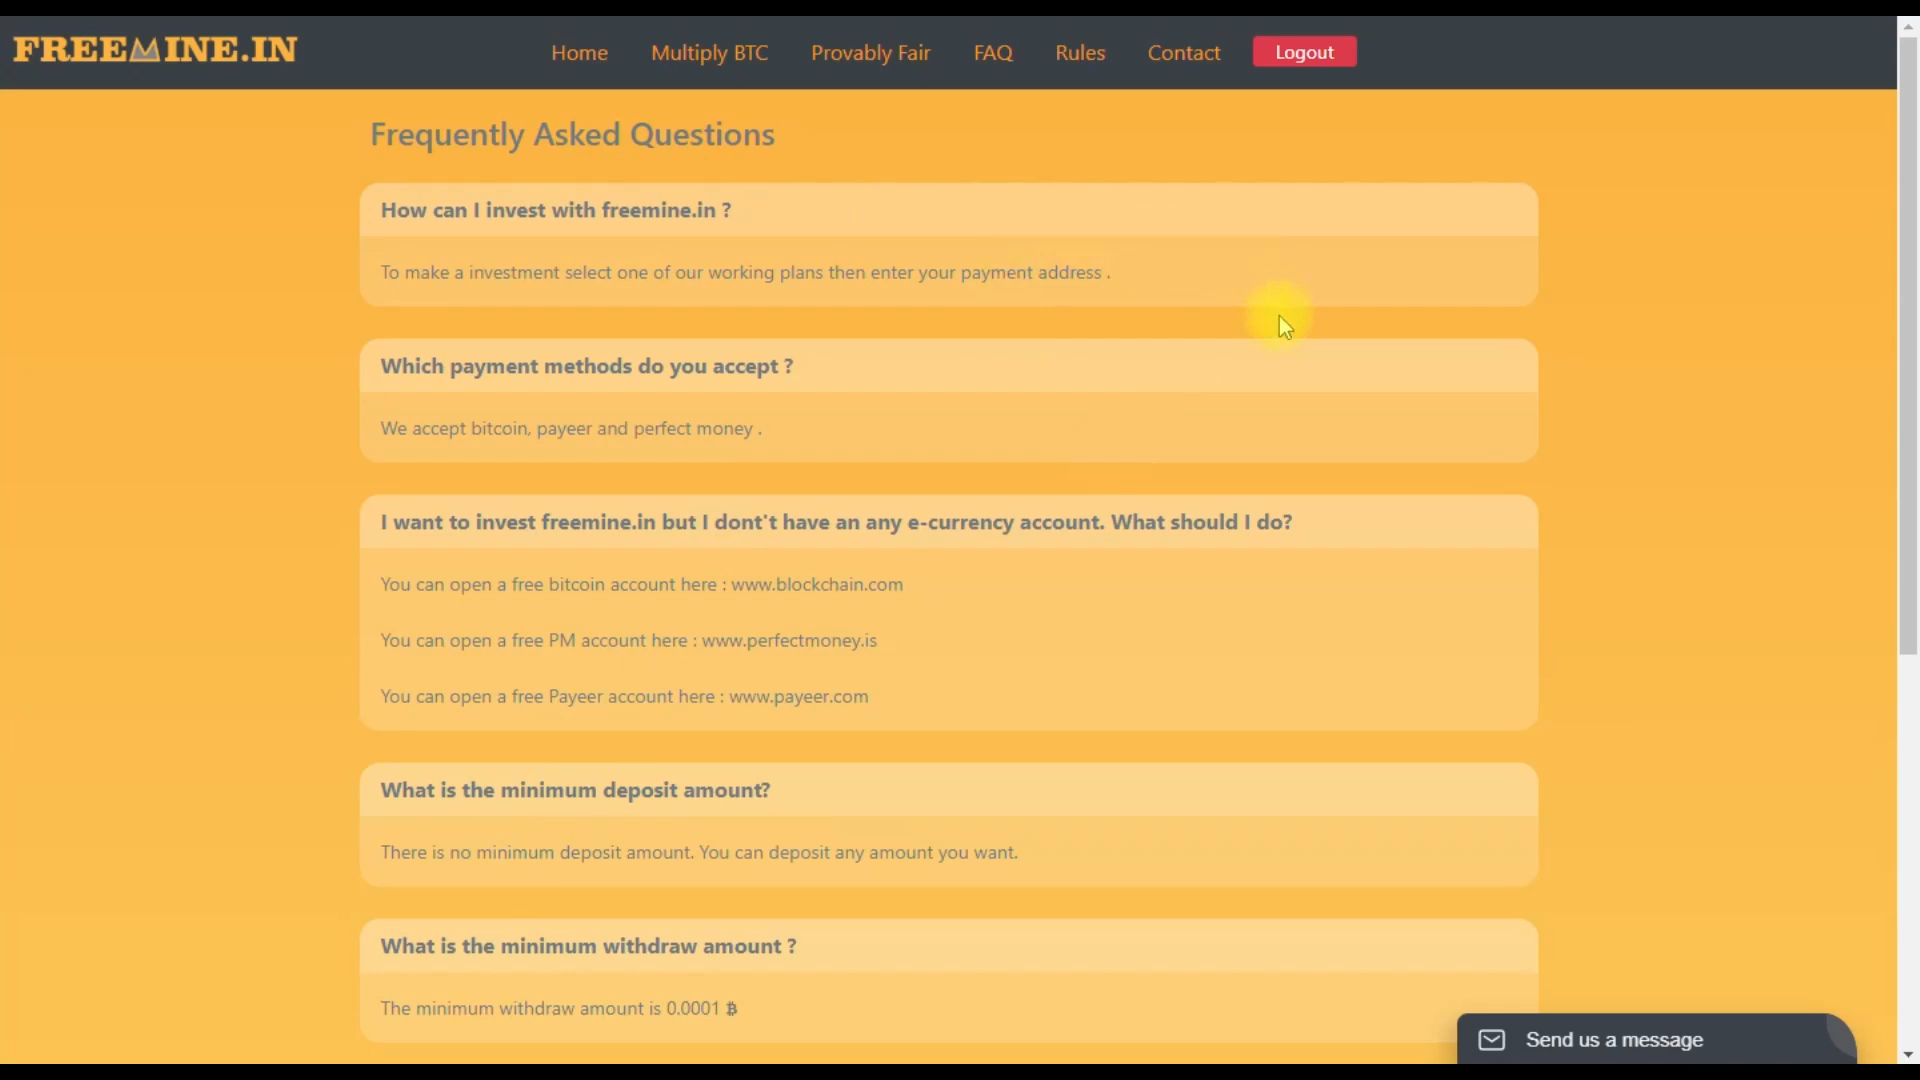 FREEMINE.IN
Home Multiply BTC Provably Fair FAQ Rules Contact Logout
Frequently Asked Questions
How can I invest with freemine.in ?
To make a investment select one of our working plans then enter your payment address .
Which payment methods do you accept ?
We accept bitcoin, payeer and perfect money .
I want to invest freemine.in but I dont't have an any e-currency account. What should I do?
You can open a free bitcoin account here : www.blockchain.com
You can open a free PM account here : www.perfectmoney.is
You can open a free Payeer account here : www.payeer.com
What is the minimum deposit amount?
There is no minimum deposit amount. You can deposit any amount you want.
What is the minimum withdraw amount ?
The minimum withdraw amount is 0.0001 ₿
Send us a message